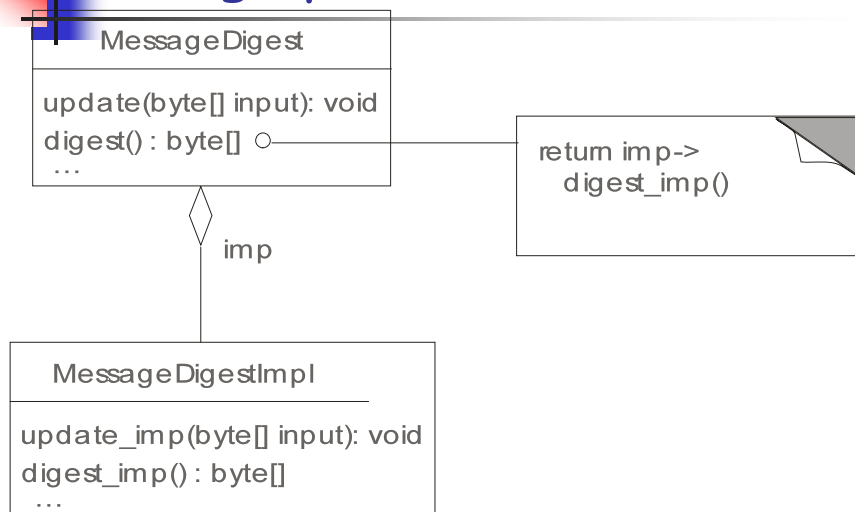 MessageDigest
update(byte[] input): void
digest() : byte[]
...
return imp->
digest_imp()
imp
MessageDigestImpl
update_imp(byte[] input): void
digest_imp() : byte[]
...